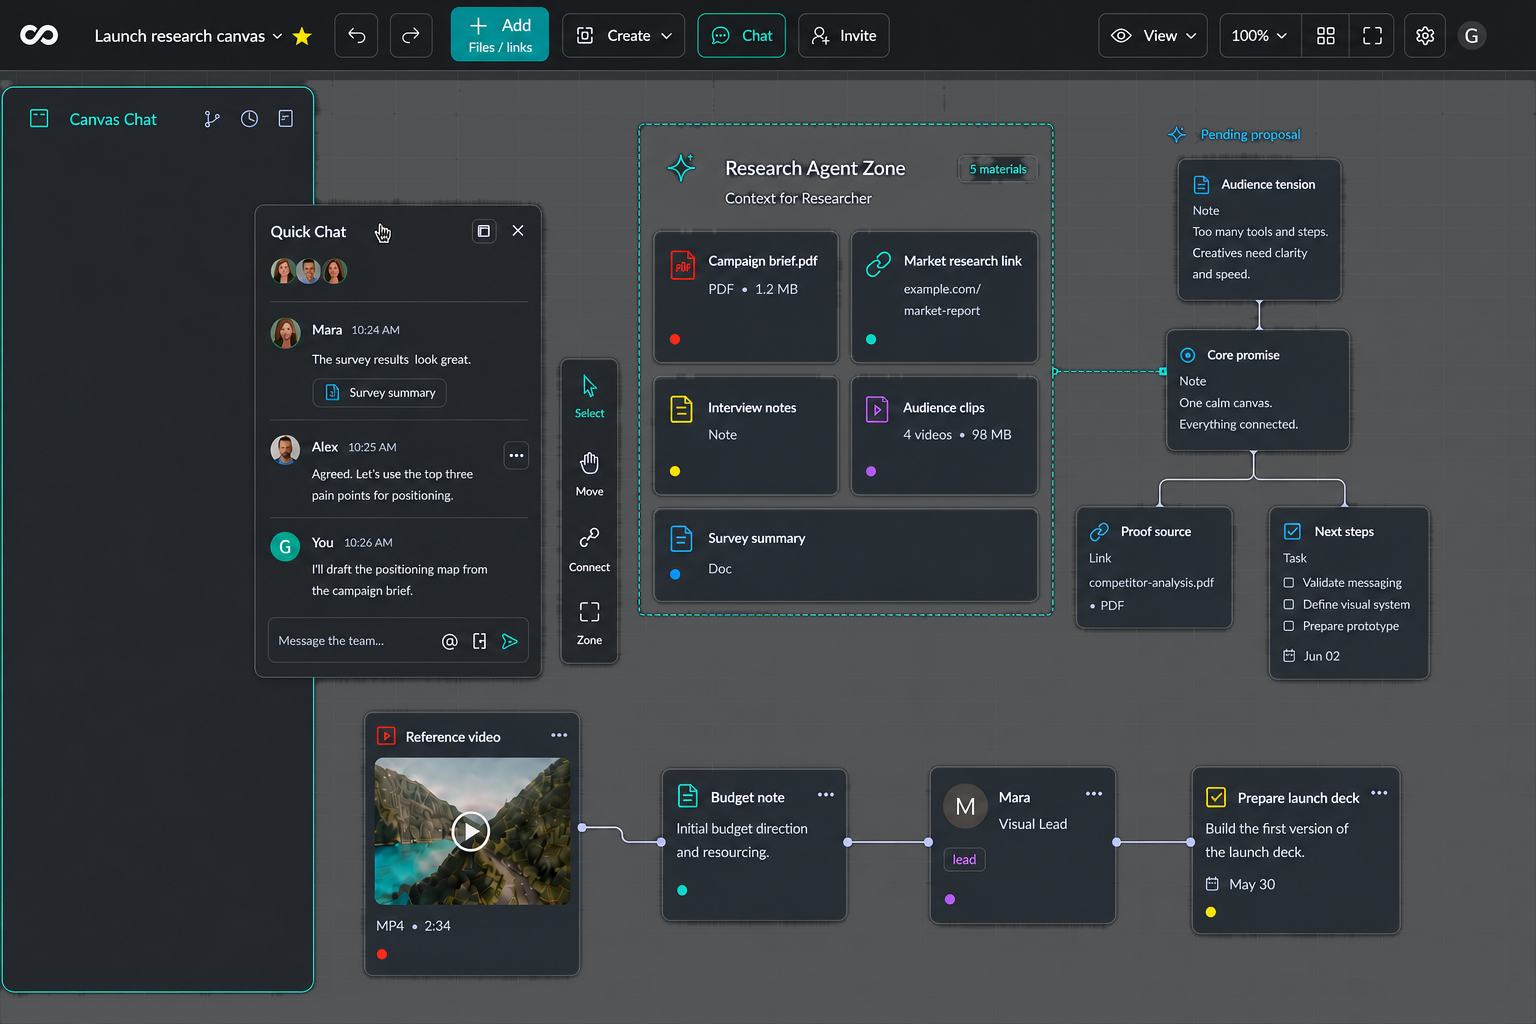 Launch research canvas
Add
Files / links
Create
Chat
Invite
View
100%
G
Canvas Chat
Quick Chat
Mara 10:24 AM
The survey results look great.
Survey summary
Alex 10:25 AM
Agreed. Let's use the top three
pain points for positioning.
G
You 10:26 AM
I'll draft the positioning map from
the campaign brief.
Message the team...
@
Select
Move
Connect
Zone
Research Agent Zone
5 materials
Context for Researcher
PDF
Campaign brief.pdf
PDF • 1.2 MB
Market research link
example.com/
market-report
Interview notes
Note
Audience clips
4 videos • 98 MB
Survey summary
Doc
Pending proposal
Audience tension
Note
Too many tools and steps.
Creatives need clarity
and speed.
Core promise
Note
One calm canvas.
Everything connected.
Proof source
Link
competitor-analysis.pdf
• PDF
Next steps
Task
Validate messaging
Define visual system
Prepare prototype
Jun 02
Reference video
MP4 • 2:34
Budget note
Initial budget direction
and resourcing.
M
Mara
Visual Lead
lead
Prepare launch deck
Build the first version of
the launch deck.
May 30